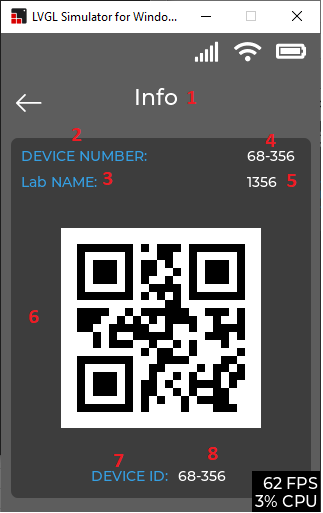 LVGL Simulator for Windo...
Info 1
2
DEVICE NUMBER: 68-356 4
Lab NAME: 3 1356 5
6
7 8
DEVICE ID: 68-356
62 FPS
3% CPU